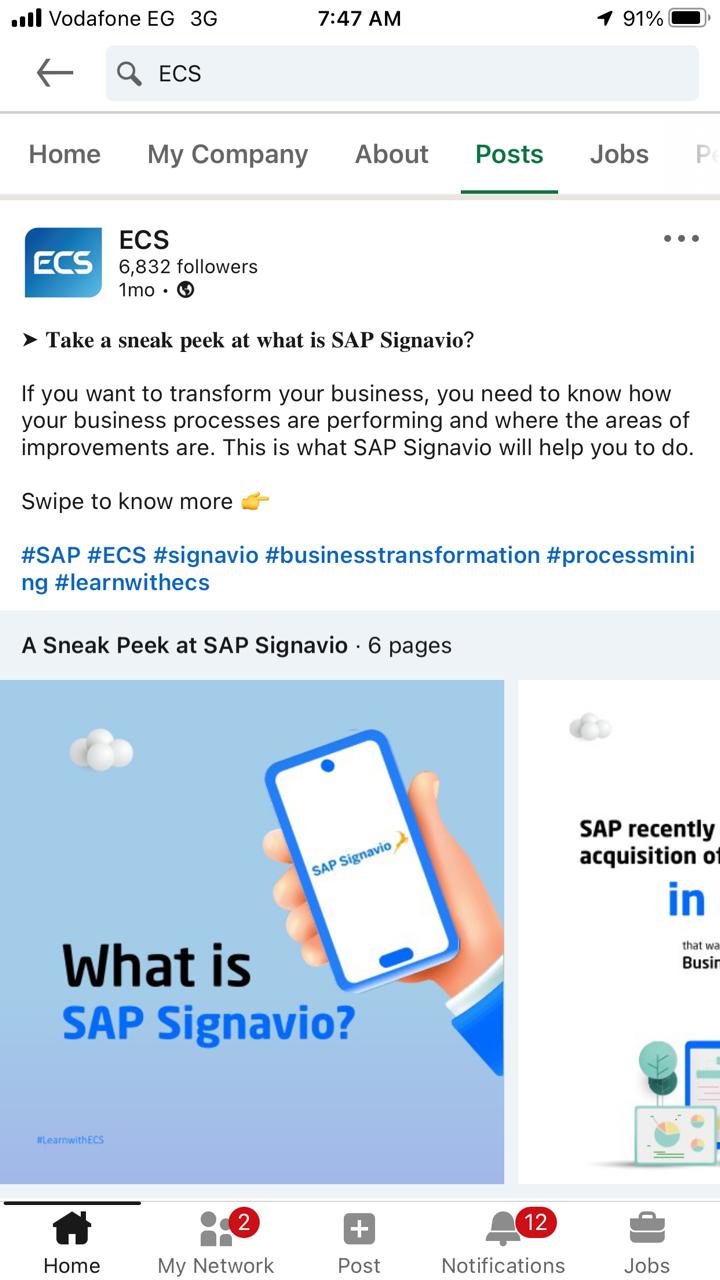 Vodafone EG 3G 7:47 AM 91%
ECS
Home My Company About Posts Jobs
ECS
ECS
6,832 followers
1mo •
➤ Take a sneak peek at what is SAP Signavio?
If you want to transform your business, you need to know how
your business processes are performing and where the areas of
improvements are. This is what SAP Signavio will help you to do.
Swipe to know more 👉
#SAP #ECS #signavio #businesstransformation #processmini
ng #learnwithecs
A Sneak Peek at SAP Signavio · 6 pages
SAP Signavio
What is
SAP Signavio?
#LearnwithECS
SAP recently
acquisition of
in
that wa
Busin
2
12
Home My Network Post Notifications Jobs